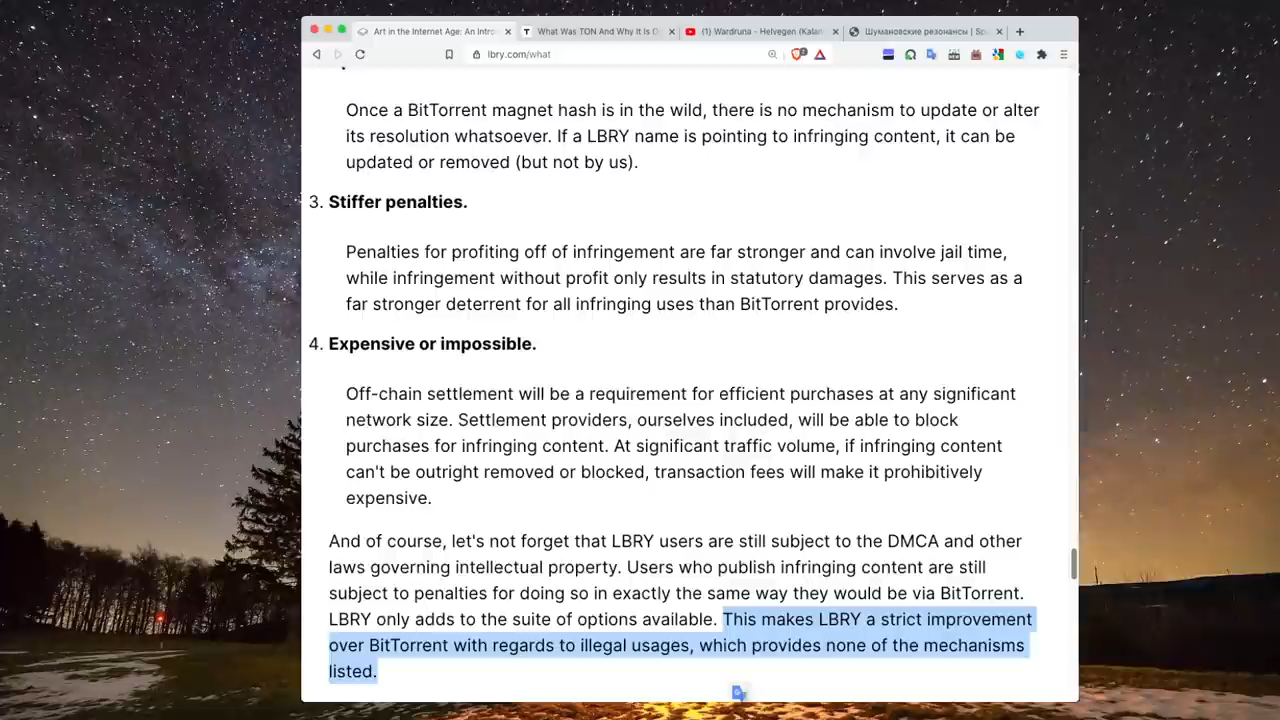 Art in the Internet Age: An Intro
What Was TON And Why It Is O
(1) Wardruna - Helvegen (Kalan
Шумановские резонансы | Sp
lbry.com/what
Once a BitTorrent magnet hash is in the wild, there is no mechanism to update or alter
its resolution whatsoever. If a LBRY name is pointing to infringing content, it can be
updated or removed (but not by us).
3. Stiffer penalties.
Penalties for profiting off of infringement are far stronger and can involve jail time,
while infringement without profit only results in statutory damages. This serves as a
far stronger deterrent for all infringing uses than BitTorrent provides.
4. Expensive or impossible.
Off-chain settlement will be a requirement for efficient purchases at any significant
network size. Settlement providers, ourselves included, will be able to block
purchases for infringing content. At significant traffic volume, if infringing content
can't be outright removed or blocked, transaction fees will make it prohibitively
expensive.
And of course, let's not forget that LBRY users are still subject to the DMCA and other
laws governing intellectual property. Users who publish infringing content are still
subject to penalties for doing so in exactly the same way they would be via BitTorrent.
LBRY only adds to the suite of options available. This makes LBRY a strict improvement
over BitTorrent with regards to illegal usages, which provides none of the mechanisms
listed.